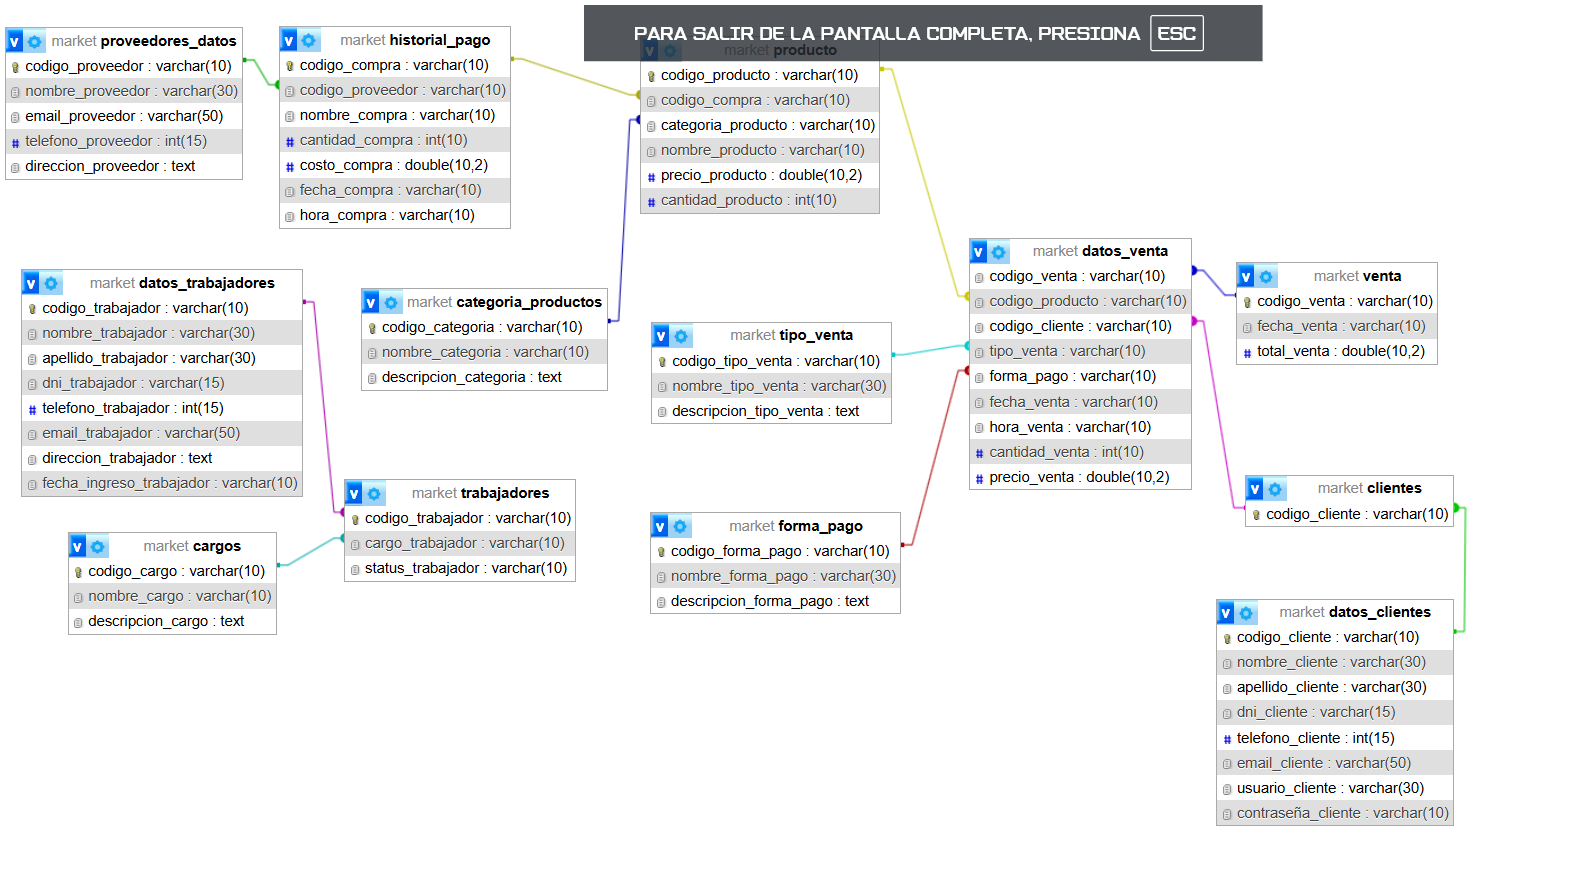 PARA SALIR DE LA PANTALLA COMPLETA, PRESIONA ESC
market proveedores_datos
codigo_proveedor : varchar(10)
nombre_proveedor : varchar(30)
email_proveedor : varchar(50)
telefono_proveedor : int(15)
direccion_proveedor : text
market historial_pago
codigo_compra : varchar(10)
codigo_proveedor : varchar(10)
nombre_compra : varchar(10)
cantidad_compra : int(10)
costo_compra : double(10,2)
fecha_compra : varchar(10)
hora_compra : varchar(10)
market producto
codigo_producto : varchar(10)
codigo_compra : varchar(10)
categoria_producto : varchar(10)
nombre_producto : varchar(10)
precio_producto : double(10,2)
cantidad_producto : int(10)
market datos_trabajadores
codigo_trabajador : varchar(10)
nombre_trabajador : varchar(30)
apellido_trabajador : varchar(30)
dni_trabajador : varchar(15)
telefono_trabajador : int(15)
email_trabajador : varchar(50)
direccion_trabajador : text
fecha_ingreso_trabajador : varchar(10)
market categoria_productos
codigo_categoria : varchar(10)
nombre_categoria : varchar(10)
descripcion_categoria : text
market tipo_venta
codigo_tipo_venta : varchar(10)
nombre_tipo_venta : varchar(30)
descripcion_tipo_venta : text
market datos_venta
codigo_venta : varchar(10)
codigo_producto : varchar(10)
codigo_cliente : varchar(10)
tipo_venta : varchar(10)
forma_pago : varchar(10)
fecha_venta : varchar(10)
hora_venta : varchar(10)
cantidad_venta : int(10)
precio_venta : double(10,2)
market venta
codigo_venta : varchar(10)
fecha_venta : varchar(10)
total_venta : double(10,2)
market trabajadores
codigo_trabajador : varchar(10)
cargo_trabajador : varchar(10)
status_trabajador : varchar(10)
market cargos
codigo_cargo : varchar(10)
nombre_cargo : varchar(10)
descripcion_cargo : text
market forma_pago
codigo_forma_pago : varchar(10)
nombre_forma_pago : varchar(30)
descripcion_forma_pago : text
market clientes
codigo_cliente : varchar(10)
market datos_clientes
codigo_cliente : varchar(10)
nombre_cliente : varchar(30)
apellido_cliente : varchar(30)
dni_cliente : varchar(15)
telefono_cliente : int(15)
email_cliente : varchar(50)
usuario_cliente : varchar(30)
contraseña_cliente : varchar(10)